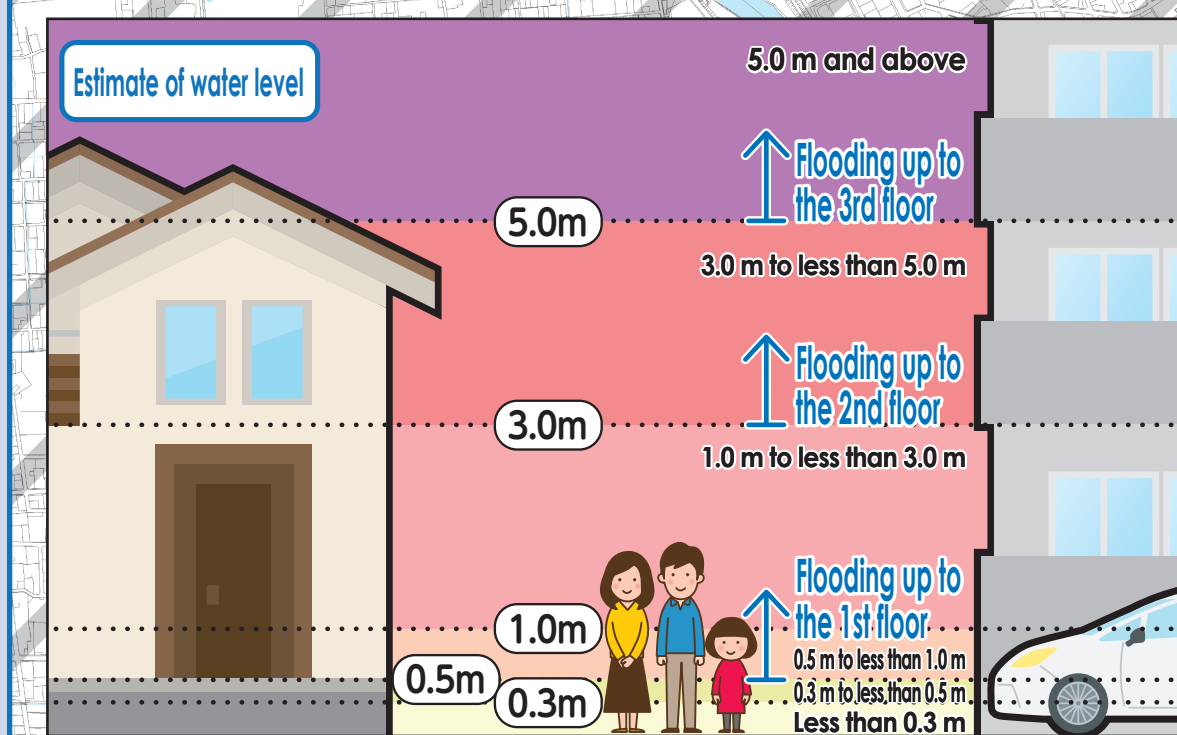 Estimate of water level
5.0 m and above
Flooding up to
the 3rd floor
5.0m
3.0 m to less than 5.0 m
Flooding up to
the 2nd floor
3.0m
1.0 m to less than 3.0 m
Flooding up to
the 1st floor
1.0m
0.5 m to less than 1.0 m
0.5m
0.3 m to less than 0.5 m
0.3m
Less than 0.3 m